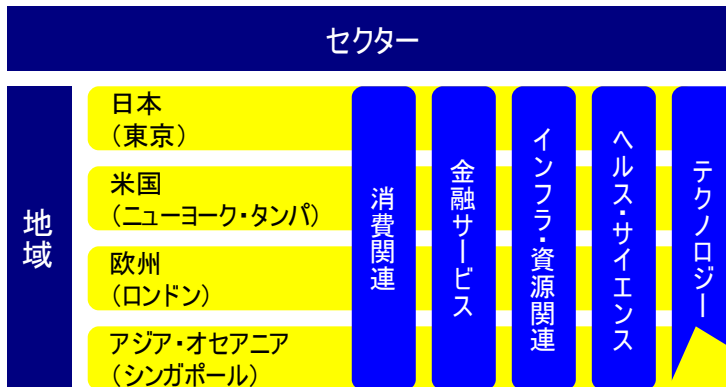 セクター
地域
日本
（東京）
米国
（ニューヨーク・タンパ）
欧州
（ロンドン）
アジア・オセアニア
（シンガポール）
消費関連
金融サービス
インフラ・資源関連
ヘルス・サイエンス
テクノロジー